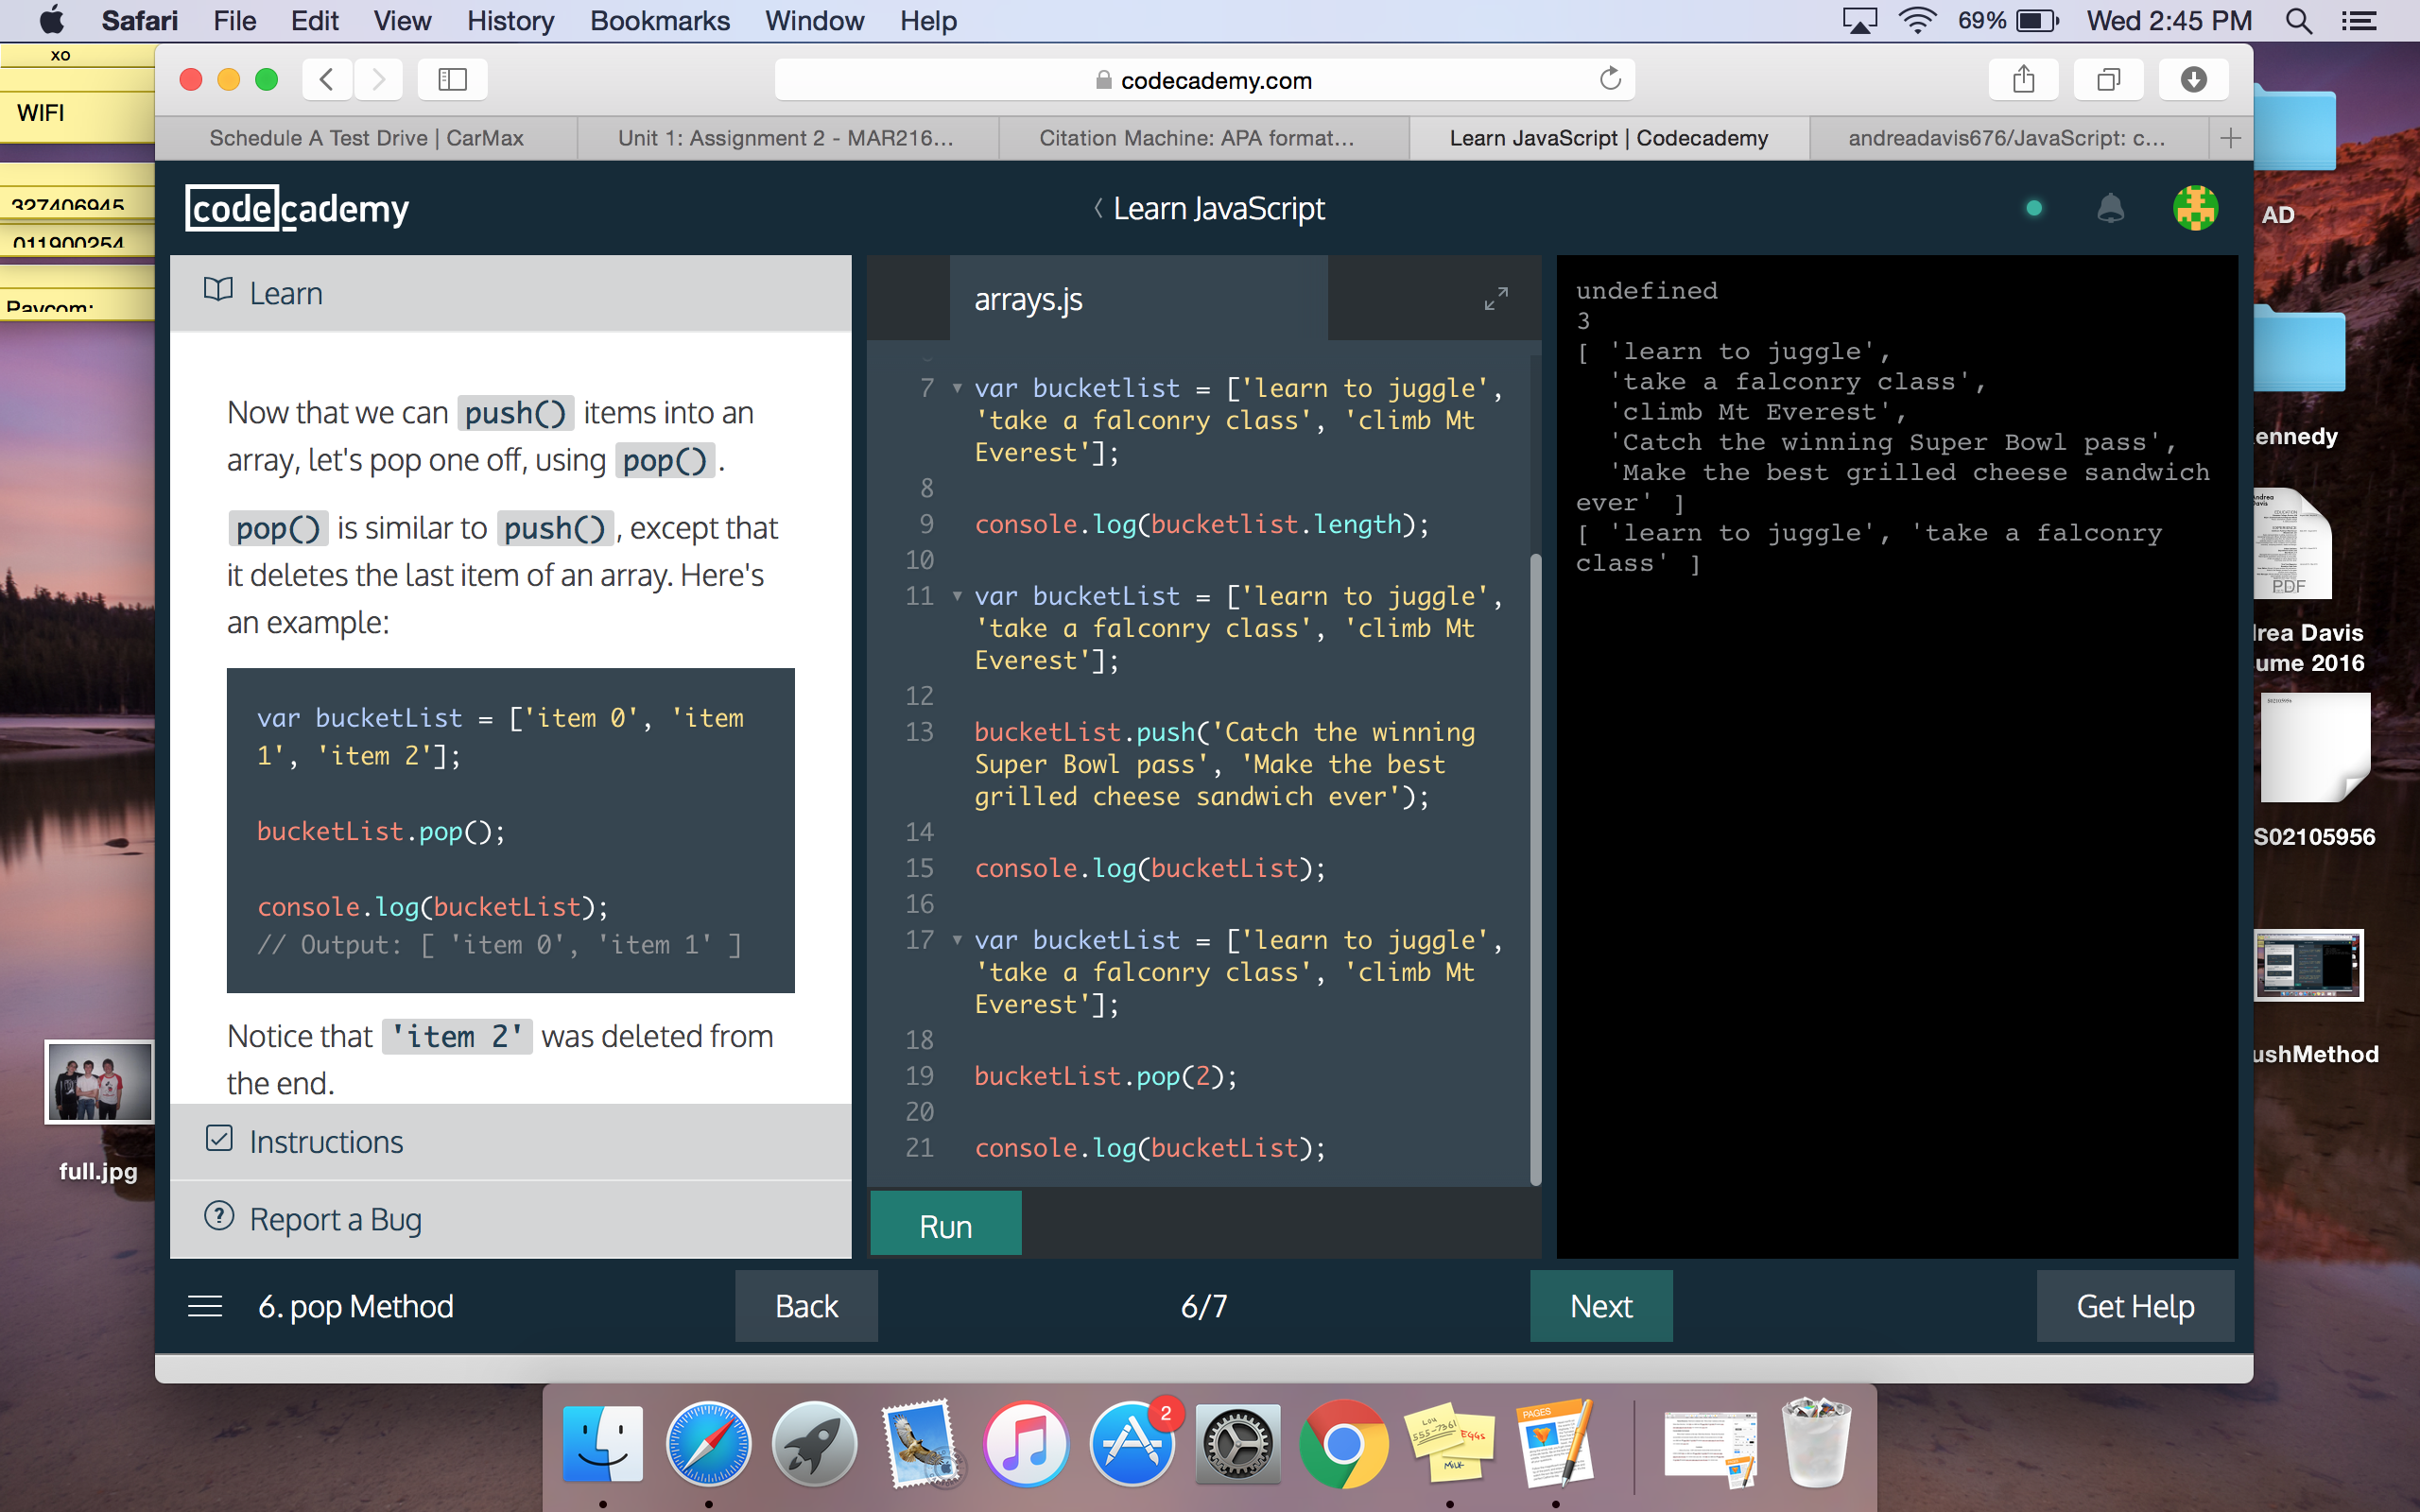 Safari File Edit View History Bookmarks Window Help
69% Wed 2:45 PM
xo
WIFI
327406945
011900254
Paycom:
codecademy.com
Schedule A Test Drive | CarMax
Unit 1: Assignment 2 - MAR216...
Citation Machine: APA format...
Learn JavaScript | Codecademy
andreadavis676/JavaScript: c...
codecademy
Learn JavaScript
Learn
Now that we can push() items into an
array, let's pop one off, using pop().
pop() is similar to push(), except that
it deletes the last item of an array. Here's
an example:
var bucketList = ['item 0', 'item
1', 'item 2'];
bucketList.pop();
console.log(bucketList);
// Output: [ 'item 0', 'item 1' ]
Notice that 'item 2' was deleted from
the end.
Instructions
Report a Bug
arrays.js
7 var bucketlist = ['learn to juggle',
'take a falconry class', 'climb Mt
Everest'];
8
9 console.log(bucketlist.length);
10
11 var bucketList = ['learn to juggle',
'take a falconry class', 'climb Mt
Everest'];
12
13 bucketList.push('Catch the winning
Super Bowl pass', 'Make the best
grilled cheese sandwich ever');
14
15 console.log(bucketList);
16
17 var bucketList = ['learn to juggle',
'take a falconry class', 'climb Mt
Everest'];
18
19 bucketList.pop(2);
20
21 console.log(bucketList);
Run
undefined
3
[ 'learn to juggle',
'take a falconry class',
'climb Mt Everest',
'Catch the winning Super Bowl pass',
'Make the best grilled cheese sandwich
ever' ]
[ 'learn to juggle', 'take a falconry
class' ]
6. pop Method
Back
6/7
Next
Get Help
AD
ennedy
Andrea
Davis
EDUCATION
EXPERIENCE
PDF
rea Davis
ume 2016
S02105956
ushMethod
full.jpg
2
LOU
555-7361
EGGS
MILK
PAGES